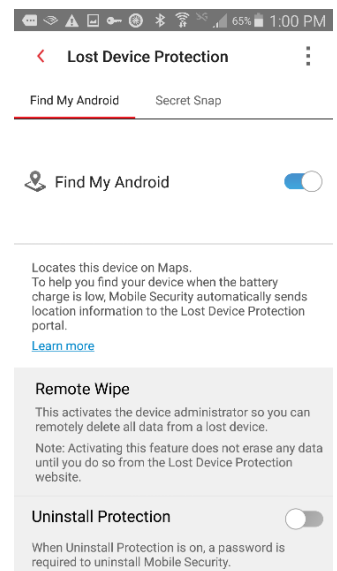 3G 65% 1:00 PM
Lost Device Protection
Find My Android Secret Snap
Find My Android
Locates this device on Maps.
To help you find your device when the battery
charge is low, Mobile Security automatically sends
location information to the Lost Device Protection
portal.
Learn more
Remote Wipe
This activates the device administrator so you can
remotely delete all data from a lost device.
Note: Activating this feature does not erase any data
until you do so from the Lost Device Protection
website.
Uninstall Protection
When Uninstall Protection is on, a password is
required to uninstall Mobile Security.